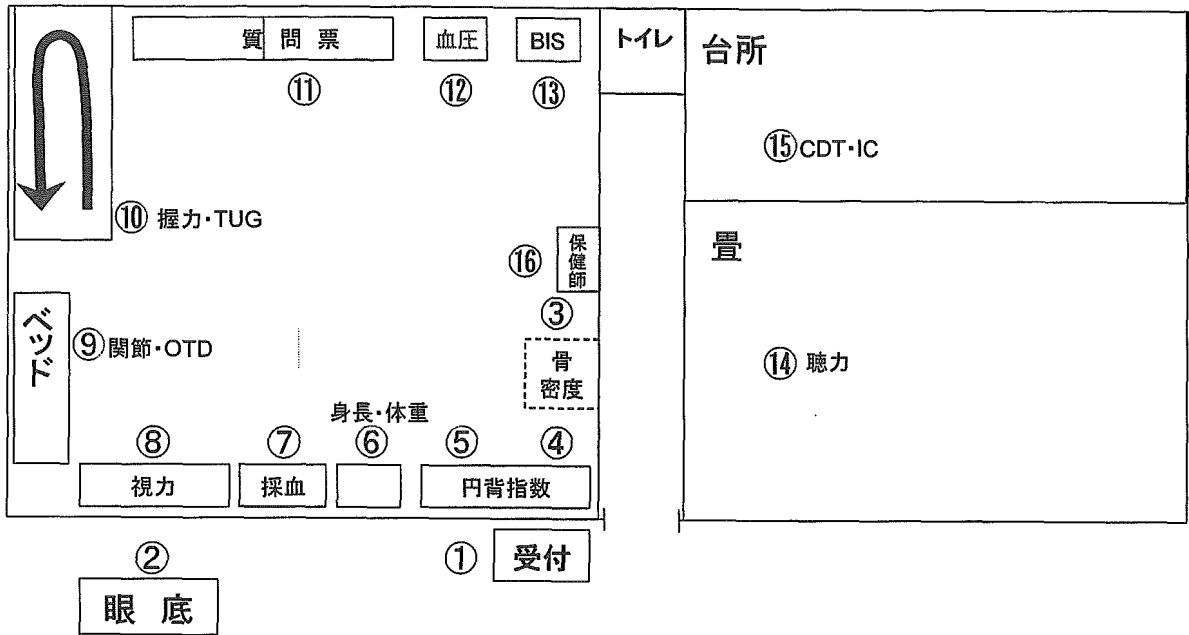 質問票
血圧
BIS
トイレ
台所
⑪
⑫
⑬
⑮CDT・IC
⑩ 握力・TUG
畳
⑯
保健師
③
ベッド
⑨関節・OTD
骨
密度
⑭ 聴力
身長・体重
⑧
⑦
⑥
⑤
④
視力
採血
円背指数
②
①
受付
眼底